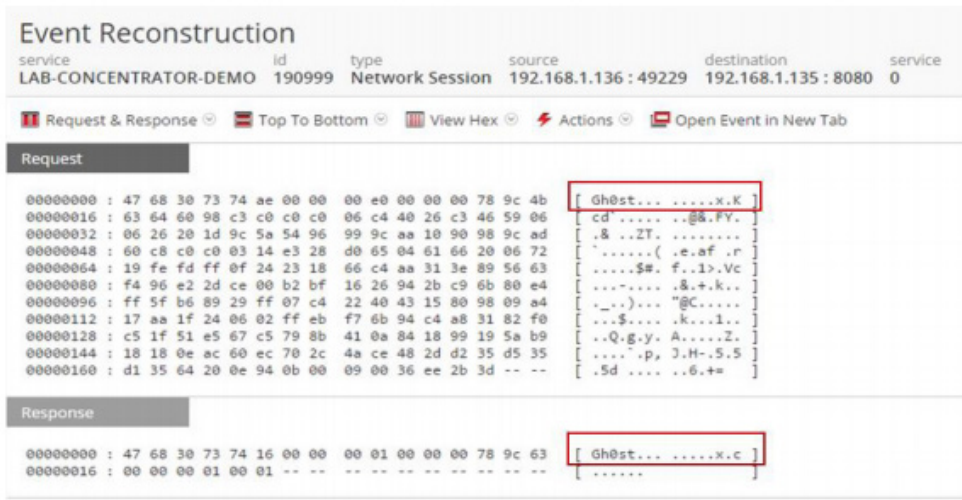 Event Reconstruction
service id type source destination service
LAB-CONCENTRATOR-DEMO 190999 Network Session 192.168.1.136 : 49229 192.168.1.135 : 8080 0
Request & Response Top To Bottom View Hex Actions Open Event in New Tab
Request
00000000 : 47 68 30 73 74 ae 00 00 00 e0 00 00 00 78 9c 4b [ Gh0st... .....x.K ]
00000016 : 63 64 60 98 c3 c0 c0 c0 06 c4 40 26 c3 46 59 06 [ cd`..... ..@&.FY. ]
00000032 : 06 26 20 1d 9c 5a 54 96 99 9c aa 10 90 98 9c ad [ .& ..ZT. ........ ]
00000048 : 60 c8 c0 c0 03 14 e3 28 d0 65 04 61 66 20 06 72 [ `......( .e.af .r ]
00000064 : 19 fe fd ff 0f 24 23 18 66 c4 aa 31 3e 89 56 63 [ .....$#. f..1>.Vc ]
00000080 : f4 96 e2 2d ce 00 b2 bf 16 26 94 2b c9 6b 80 e4 [ ...-.... .&.+.k.. ]
00000096 : ff 5f b6 89 29 ff 07 c4 22 40 43 15 80 98 09 a4 [ ._..)... "@C..... ]
00000112 : 17 aa 1f 24 06 02 ff eb f7 6b 94 c4 a8 31 82 f0 [ ...$.... .k...1.. ]
00000128 : c5 1f 51 e5 67 c5 79 8b 41 0a 84 18 99 19 5a b9 [ ..Q.g.y. A.....Z. ]
00000144 : 18 18 0e ac 60 ec 70 2c 4a ce 48 2d d2 35 d5 35 [ ....`.p, J.H-.5.5 ]
00000160 : d1 35 64 20 0e 94 0b 00 09 00 36 ee 2b 3d -- -- [ .5d .... ..6.+= ]
Response
00000000 : 47 68 30 73 74 16 00 00 00 01 00 00 00 78 9c 63 [ Gh0st... .....x.c ]
00000016 : 00 00 00 01 00 01 -- -- -- -- -- -- -- -- -- -- [ ...... ]